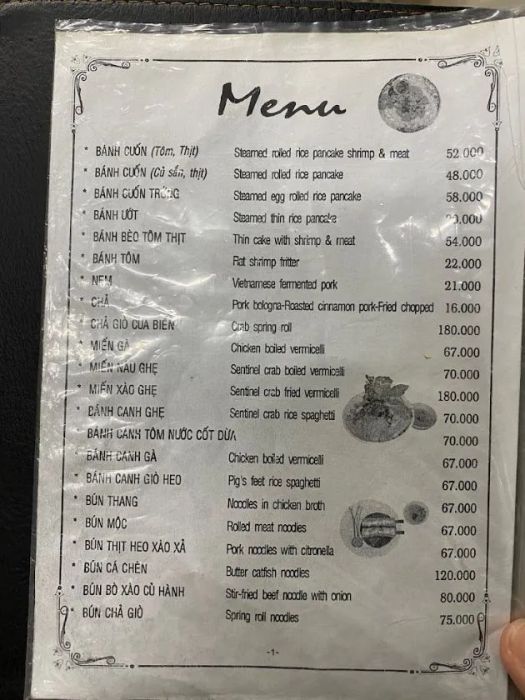 Menu
* BÁNH CUỐN (Tôm, Thịt) Steamed rolled rice pancake shrimp & meat 52.000
* BÁNH CUỐN (Củ sắn, thịt) Steamed rolled rice pancake 48.000
* BÁNH CUỐN TRỨNG Steamed egg rolled rice pancake 58.000
* BÁNH ƯỚT Steamed thin rice pancake
* BÁNH BÈO TÔM THỊT Thin cake with shrimp & meat 54.000
* BÁNH TÔM Flat shrimp fritter 22.000
* NEM Vietnamese fermented pork 21.000
* CHẢ Pork bologna-Roasted cinnamon pork-Fried chopped 16.000
CHẢ GIÒ CUA BIỂN Crab spring roll 180.000
* MIẾN GÀ Chicken boiled vermicelli 67.000
* MIẾN NẤU GHẸ Sentinel crab boiled vermicelli 70.000
* MIẾN XÀO GHẸ Sentinel crab fried vermicelli 180.000
* BÁNH CANH GHẸ Sentinel crab rice spaghetti 70.000
* BÁNH CANH TÔM NƯỚC CỐT DỪA 70.000
* BÁNH CANH GÀ Chicken boiled vermicelli 67.000
* BÁNH CANH GIÒ HEO Pig's feet rice spaghetti 67.000
* BÚN THANG Noodles in chicken broth 67.000
* BÚN MỘC Rolled meat noodles 67.000
* BÚN THỊT HEO XÀO XẢ Pork noodles with citronella 67.000
* BÚN CÁ CHÊN Butter catfish noodles 120.000
* BÚN BÒ XÀO CỦ HÀNH Stir-fried beef noodle with onion 80.000
* BÚN CHẢ GIÒ Spring roll noodles 75.000
-1-